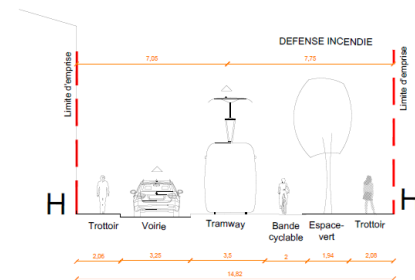 DEFENSE INCENDIE
7,05
7,75
Limite d'emprise
Limite d'emprise
H
H
Trottoir
Voirie
Tramway
Bande
cyclable
Espace-
vert
Trottoir
2,06
3,25
3,5
2
1,94
2,08
14,82